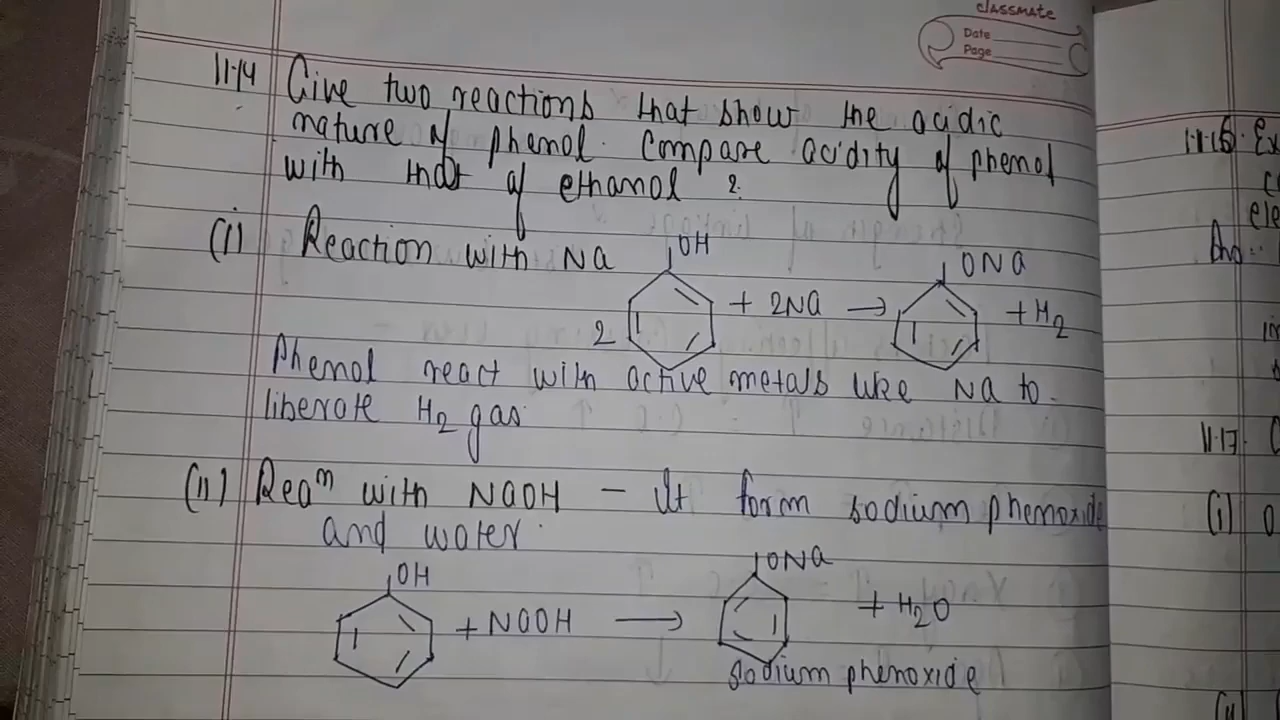 classmate
Date
Page
11.14 Give two reactions that show the acidic
nature of phenol. Compare acidity of phenol
with that of ethanol ?
(i) Reaction with Na
OH
ONa
2 + 2Na → + H2
Phenol react with active metals like Na to
liberate H2 gas.
(ii) Reaⁿ with NaOH – It form sodium phenoxide
and water.
OH
ONa
+ NaOH → + H2O
Sodium phenoxide
11.16. Ex
ele
Ang..
11.17
(i)